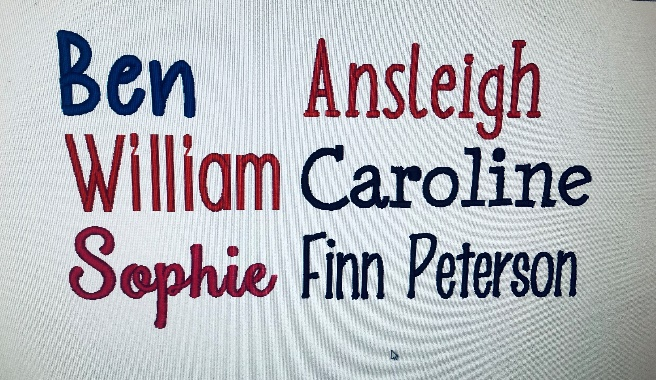 Ben Ansleigh
William Caroline
Sophie Finn Peterson